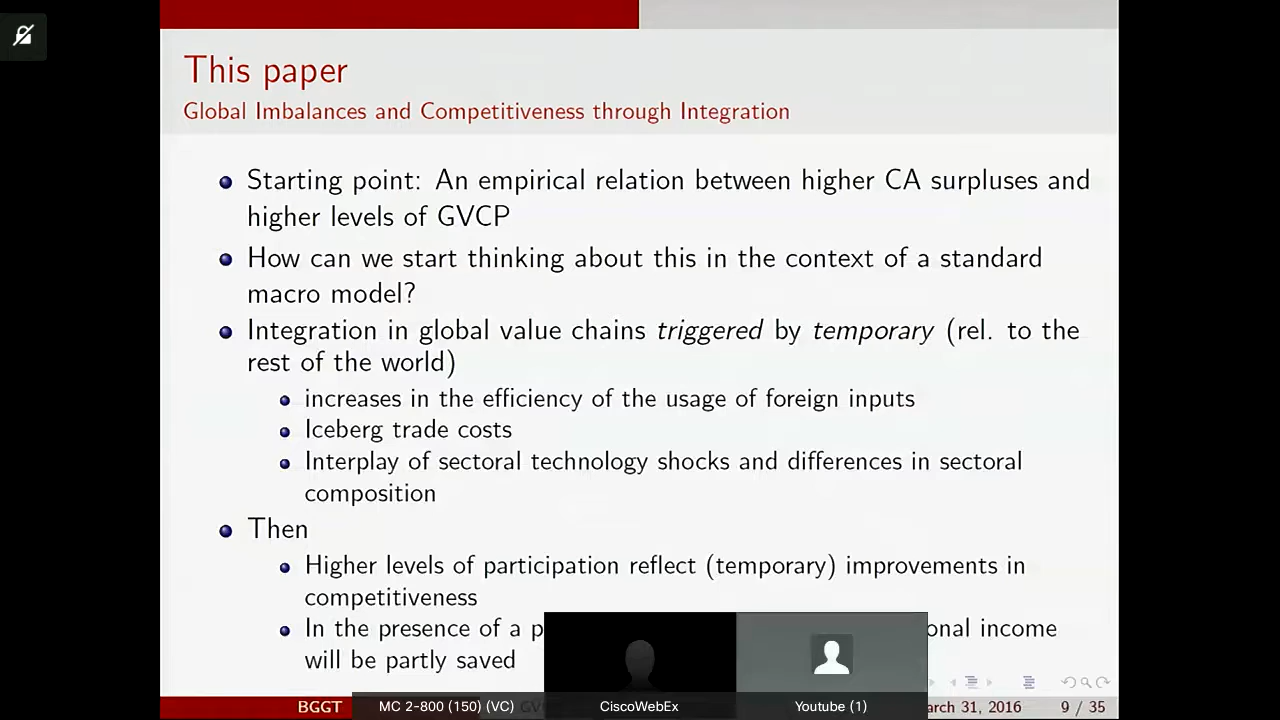 This paper
Global Imbalances and Competitiveness through Integration
Starting point: An empirical relation between higher CA surpluses and
higher levels of GVCP
How can we start thinking about this in the context of a standard
macro model?
Integration in global value chains triggered by temporary (rel. to the
rest of the world)
increases in the efficiency of the usage of foreign inputs
Iceberg trade costs
Interplay of sectoral technology shocks and differences in sectoral
composition
Then
Higher levels of participation reflect (temporary) improvements in
competitiveness
In the presence of a income
will be partly saved
BGGT 31, 2016 9 / 35
MC 2-800 (150) (VC) CiscoWebEx Youtube (1)